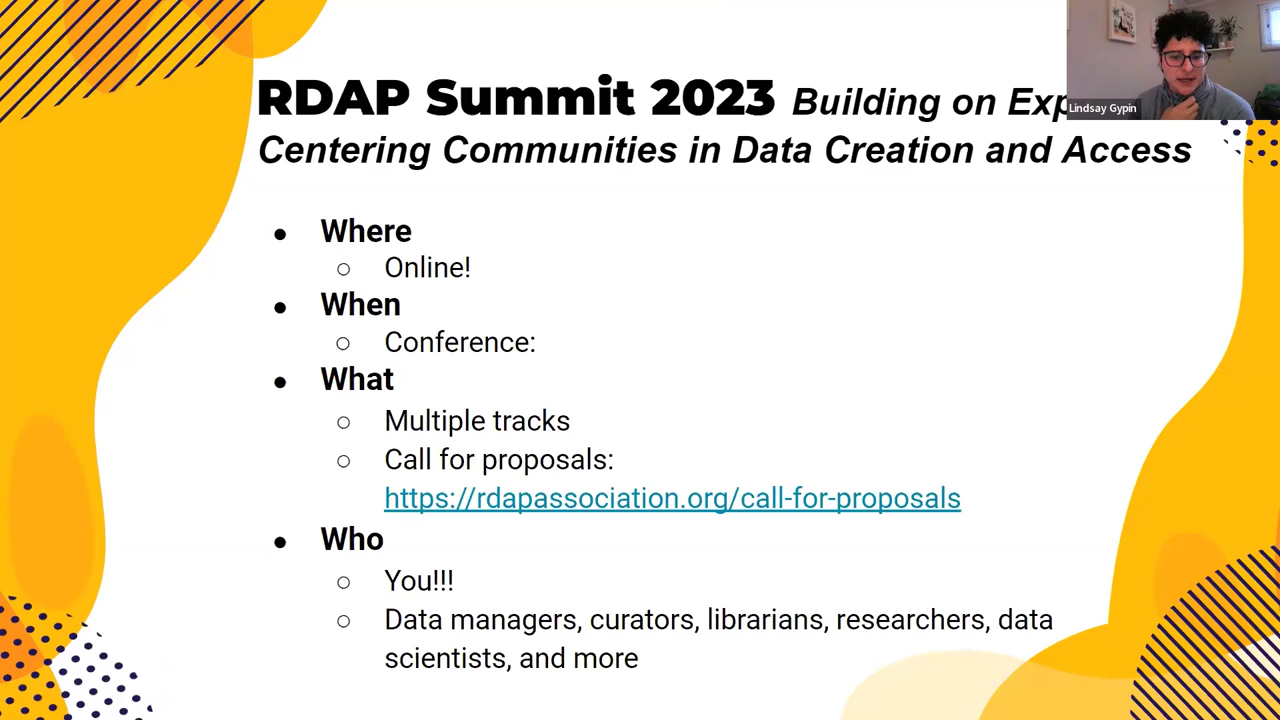 RDAP Summit 2023 Building on
Centering Communities in Data Creation and Access
Lindsay Gypin
● Where
○ Online!
● When
○ Conference:
● What
○ Multiple tracks
○ Call for proposals:
https://rdapassociation.org/call-for-proposals
● Who
○ You!!!
○ Data managers, curators, librarians, researchers, data
scientists, and more